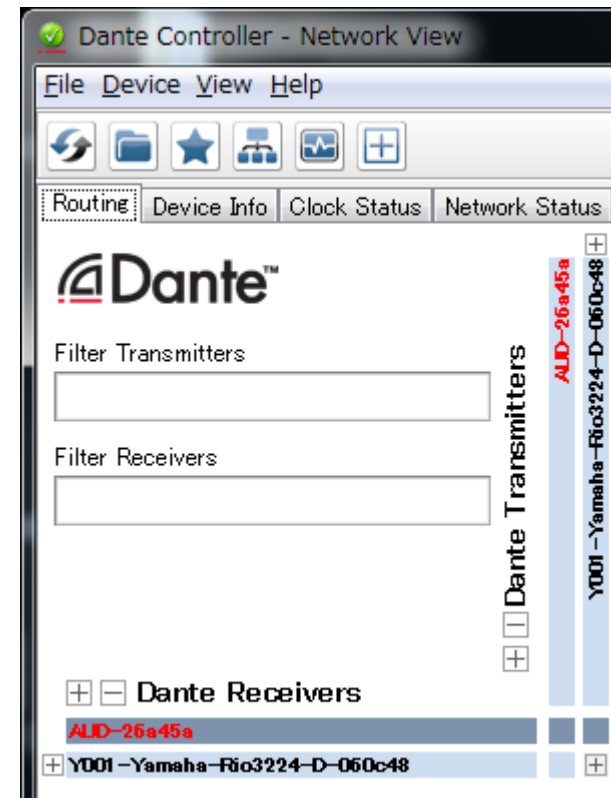 Dante Controller - Network View
File Device View Help
Routing Device Info Clock Status Network Status
Dante™
Filter Transmitters
Filter Receivers
Dante Transmitters
AUD-26a45a
Y001-Yamaha-Rio3224-D-060c48
Dante Receivers
AUD-26a45a
Y001-Yamaha-Rio3224-D-060c48